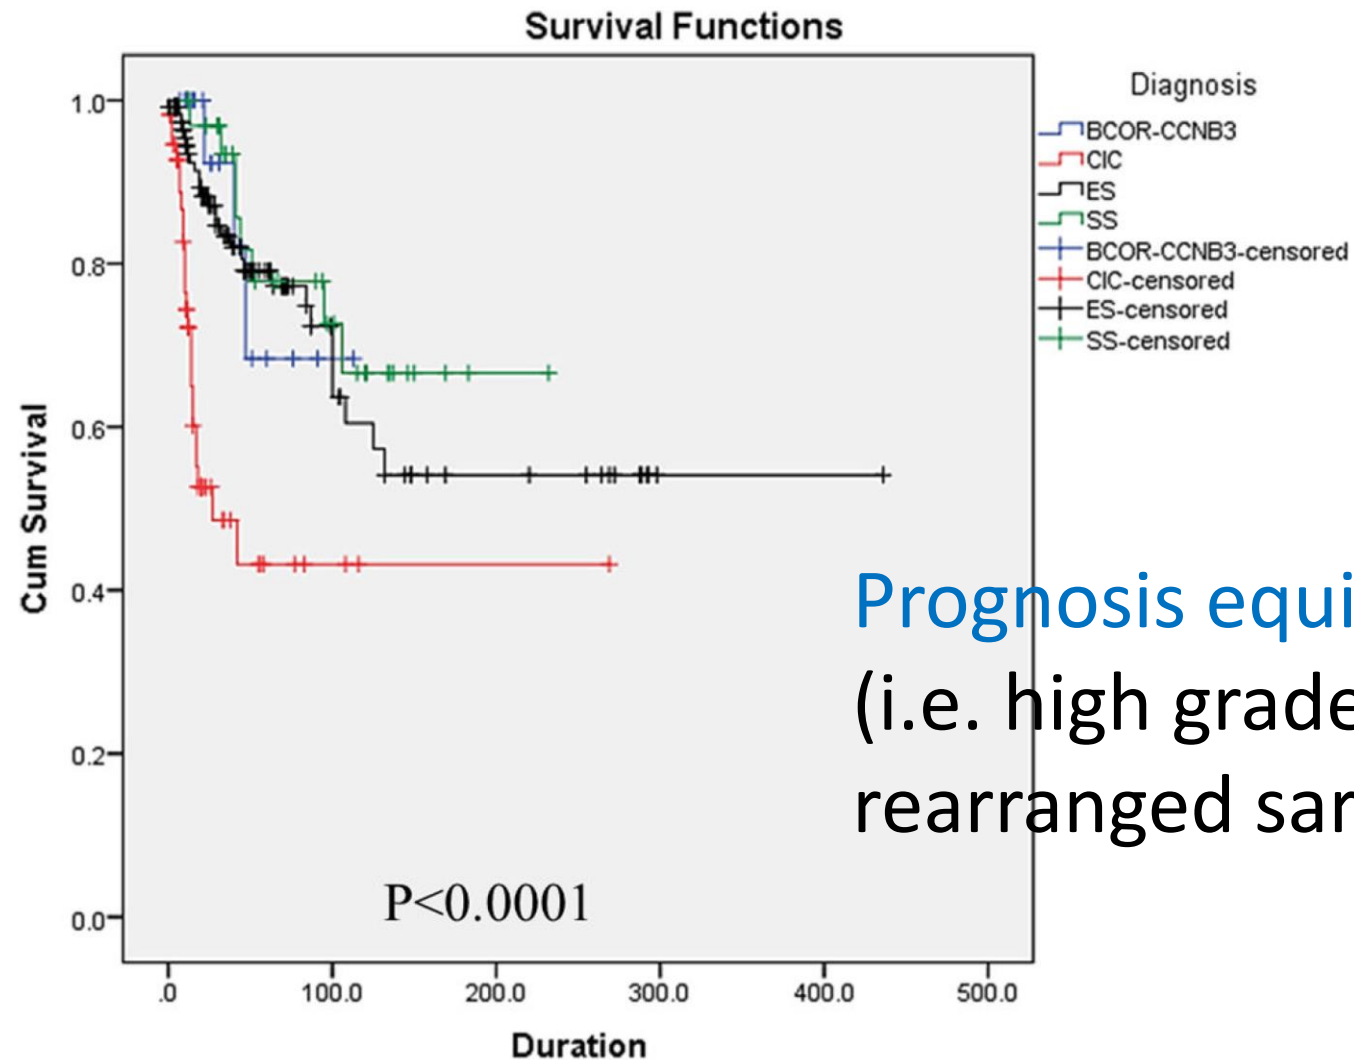 Survival Functions
Diagnosis
BCOR-CCNB3
CIC
ES
SS
BCOR-CCNB3-censored
CIC-censored
ES-censored
SS-censored
Cum Survival
1.0
0.8
0.6
0.4
0.2
0.0
P<0.0001
.0 100.0 200.0 300.0 400.0 500.0
Duration
Prognosis equi
(i.e. high grade
rearranged sar